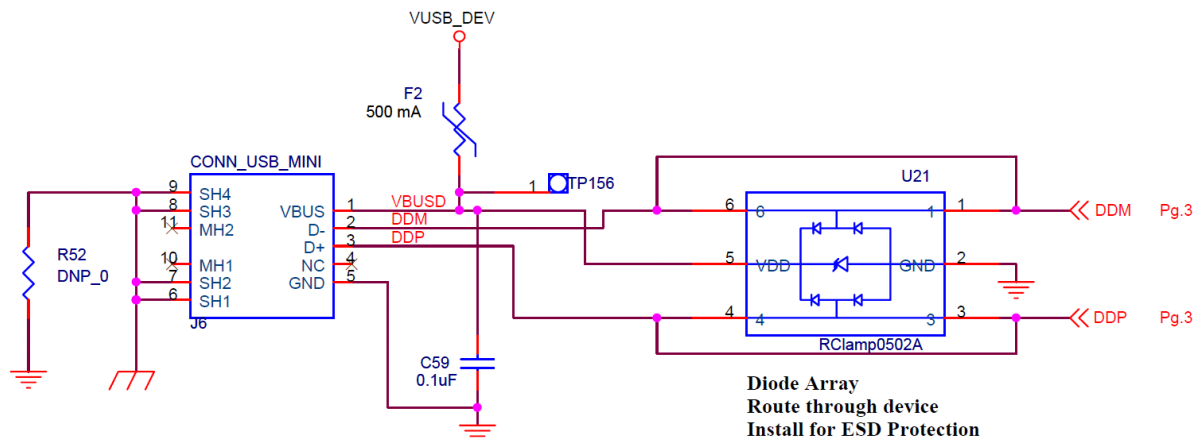 VUSB_DEV
F2
500 mA
CONN_USB_MINI
1
TP156
U21
9
SH4
8
SH3
11
MH2
10
MH1
7
SH2
6
SH1
J6
VBUS
1
VBUSD
D-
2
DDM
D+
3
DDP
NC
4
GND
5
R52
DNP_0
C59
0.1uF
6
6
1
1
DDM
Pg.3
5
VDD
GND
2
4
4
3
3
DDP
Pg.3
RClamp0502A
Diode Array
Route through device
Install for ESD Protection